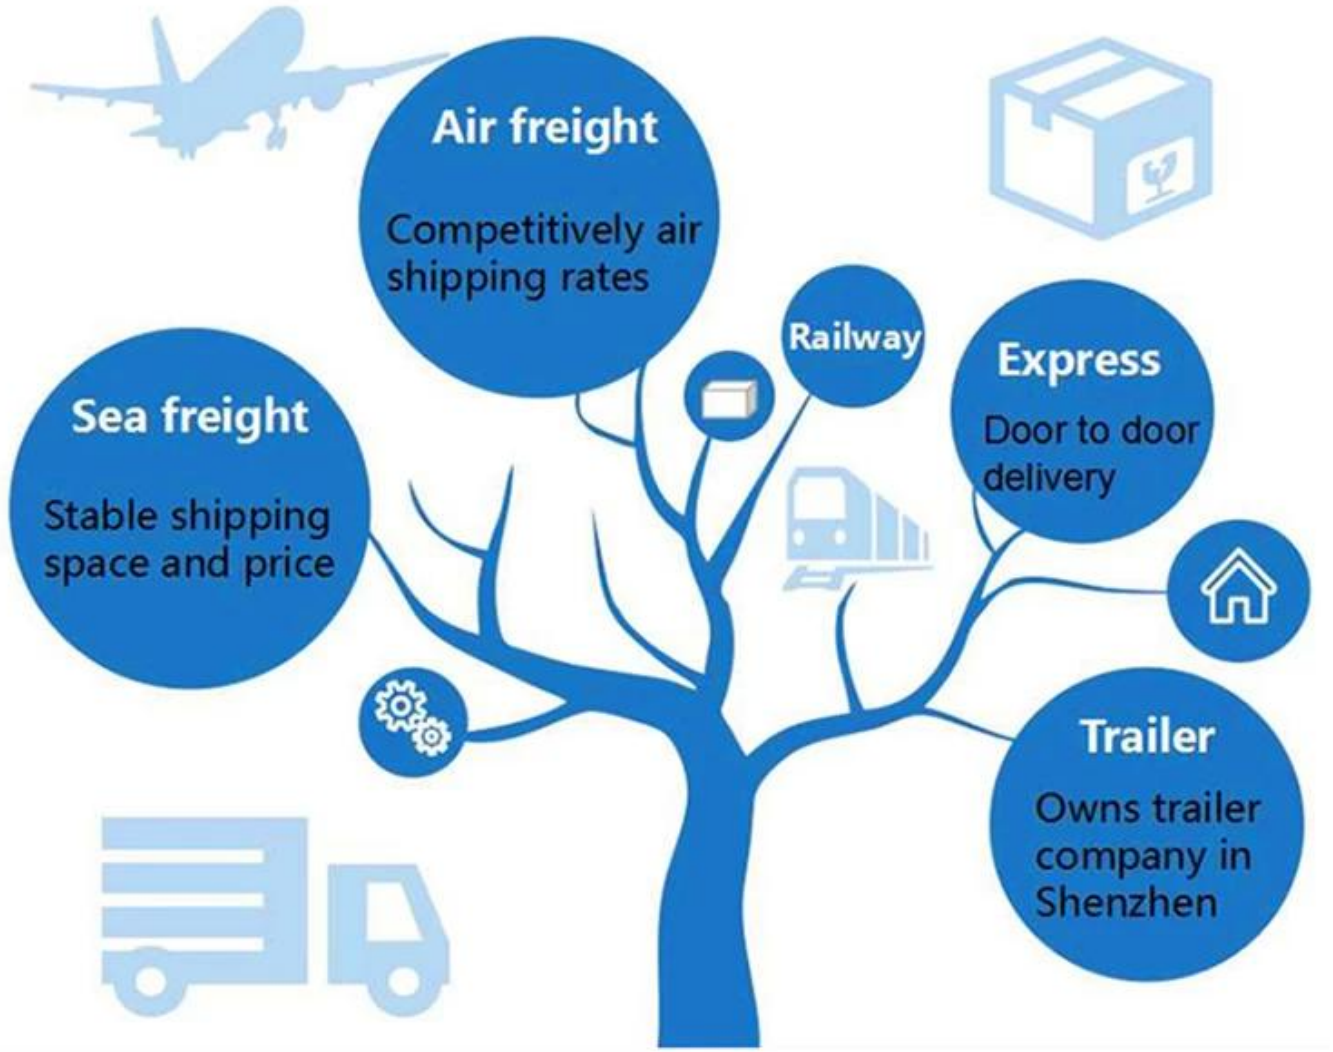 Air freight
Competitively air
shipping rates
Railway
Express
Door to door
delivery
Sea freight
Stable shipping
space and price
Trailer
Owns trailer
company in
Shenzhen